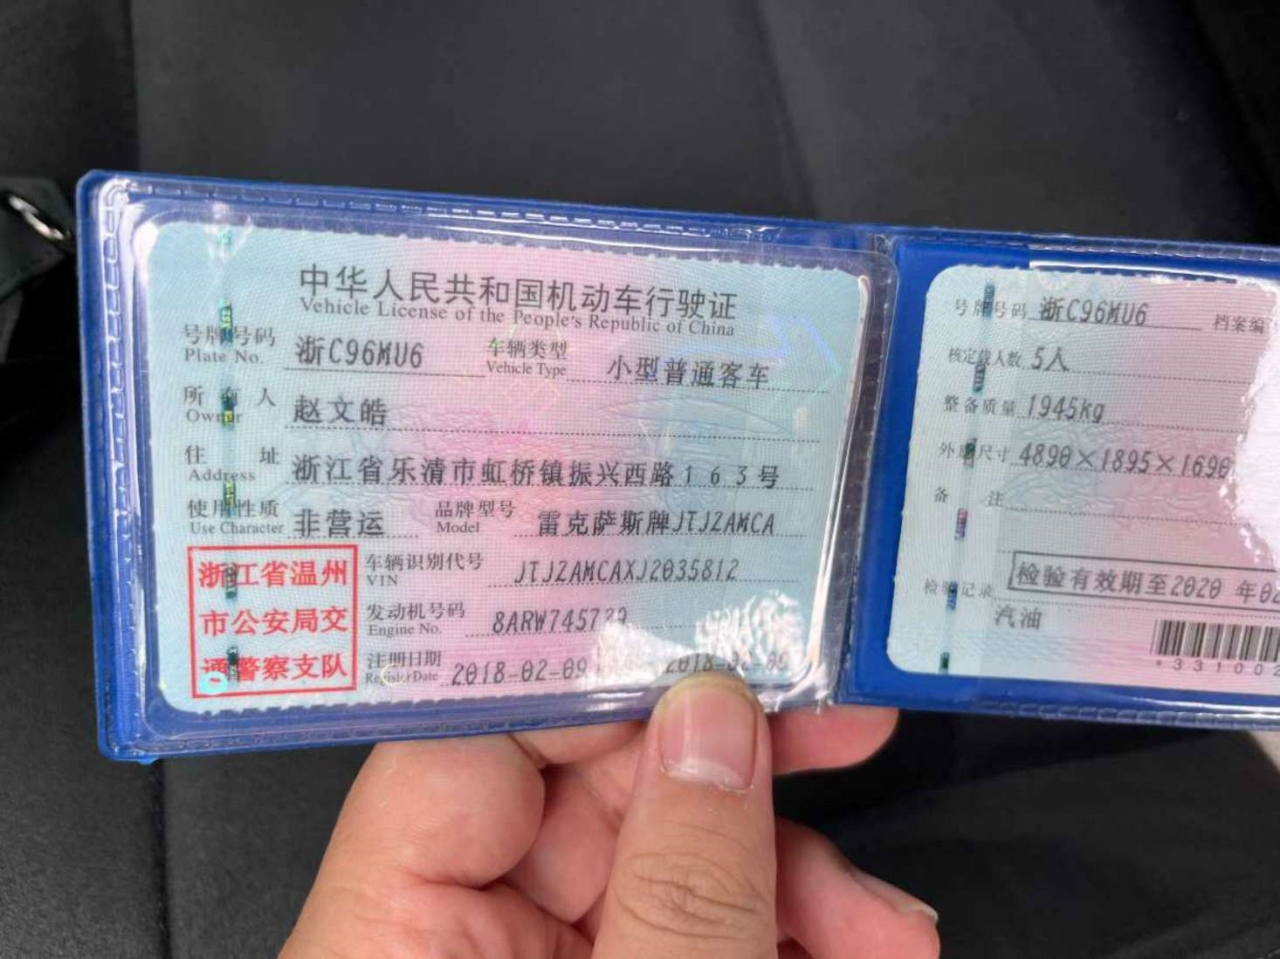 中华人民共和国机动车行驶证
Vehicle License of the People's Republic of China
号牌号码 浙C96MU6 车辆类型 小型普通客车
Plate No. Vehicle Type
所有人 赵文皓
Owner
住址 浙江省乐清市虹桥镇振兴西路163号
Address
使用性质 非营运 品牌型号 雷克萨斯牌JTJZAMCA
Use Character Model
浙江省温州
市公安局交
通警察支队
车辆识别代号 JTJZAMCAXJ2035812
VIN
发动机号码 8ARW7457
Engine No.
注册日期 2018-02-09
Register Date
号牌号码 浙C96MU6 档案编
核定载人数 5人
整备质量 1945kg
外廓尺寸 4890×1895×1690
备注
检验记录 检验有效期至2020 年02
汽油
*33100